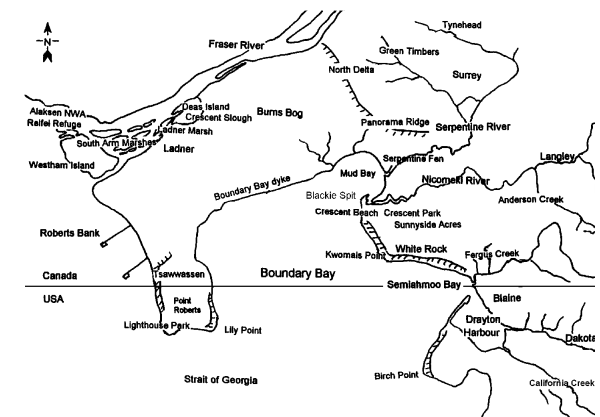 Tynehead
N
Fraser River
Green Timbers
North Delta
Surrey
Deas Island
Alaksen NWA
Crescent Slough
Burns Bog
Reifel Refuge
Panorama Ridge
Ladner Marsh
Serpentine River
South Arm Marshes
Ladner
Serpentine Fen
Langley
Westham Island
Mud Bay
Nicomekl River
Boundary Bay dyke
Blackie Spit
Anderson Creek
Crescent Beach
Crescent Park
Sunnyside Acres
Roberts Bank
White Rock
Kwomais Point
Fergus Creek
Canada
Tsawwassen
Boundary Bay
Semiahmoo Bay
USA
Point
Roberts
Blaine
Drayton
Harbour
Lighthouse Park
Lily Point
Dakota
Birch Point
Strait of Georgia
California Creek